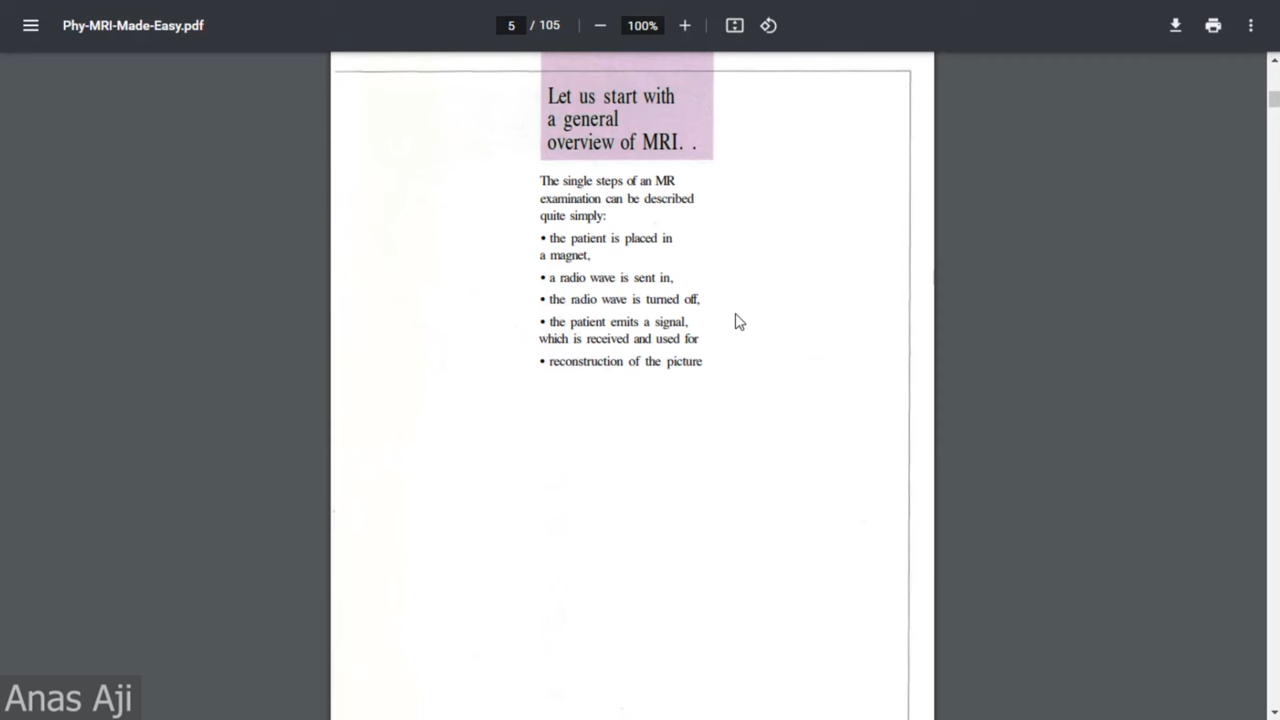 Phy-MRI-Made-Easy.pdf
5 / 105
100%
Let us start with
a general
overview of MRI. .
The single steps of an MR
examination can be described
quite simply:
• the patient is placed in
a magnet,
• a radio wave is sent in,
• the radio wave is turned off,
• the patient emits a signal,
which is received and used for
• reconstruction of the picture
Anas Aji